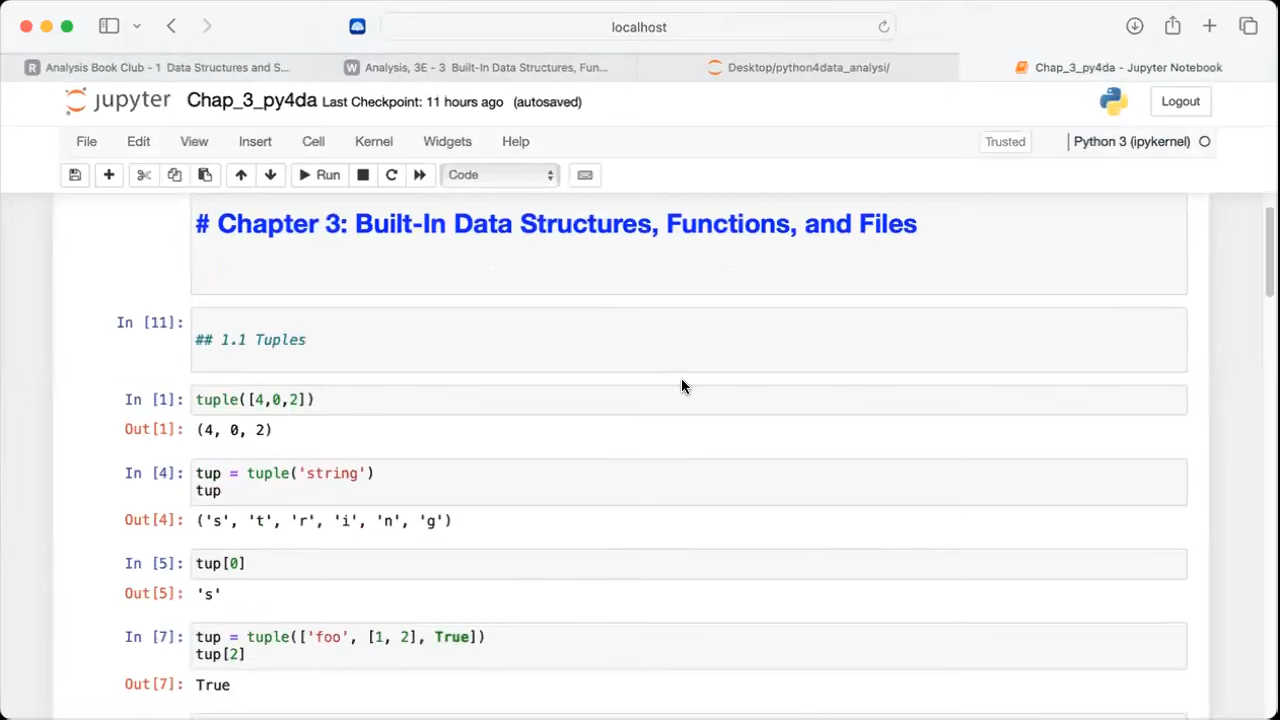 localhost
Analysis Book Club - 1 Data Structures and S...
Analysis, 3E - 3 Built-In Data Structures, Fun...
Desktop/python4data_analysi/
Chap_3_py4da - Jupyter Notebook
jupyter Chap_3_py4da Last Checkpoint: 11 hours ago (autosaved)
Logout
File Edit View Insert Cell Kernel Widgets Help
Trusted
Python 3 (ipykernel)
Run
Code
# Chapter 3: Built-In Data Structures, Functions, and Files
In [11]:
## 1.1 Tuples
In [1]: tuple([4,0,2])
Out[1]: (4, 0, 2)
In [4]: tup = tuple('string')
tup
Out[4]: ('s', 't', 'r', 'i', 'n', 'g')
In [5]: tup[0]
Out[5]: 's'
In [7]: tup = tuple(['foo', [1, 2], True])
tup[2]
Out[7]: True